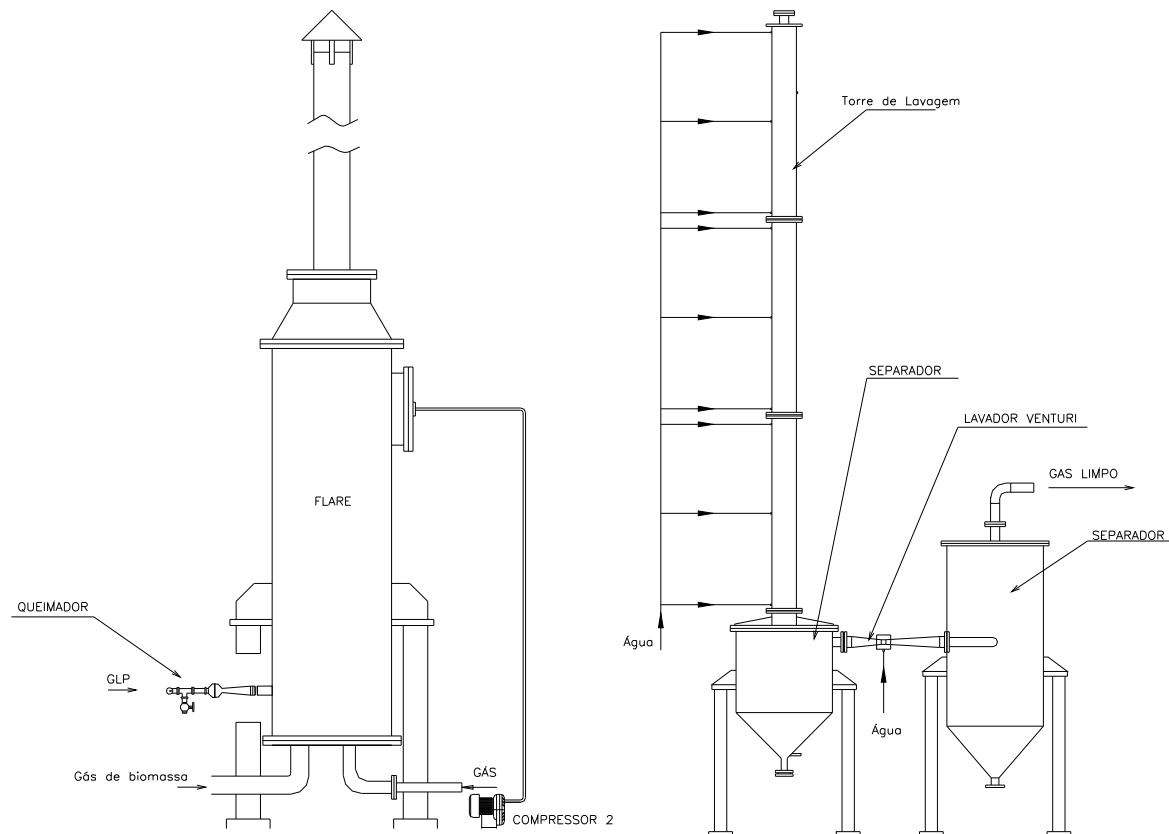 Torre de Lavagem
SEPARADOR
LAVADOR VENTURI
GAS LIMPO
FLARE
SEPARADOR
QUEIMADOR
Água
GLP
Água
Gás de biomassa
GÁS
COMPRESSOR 2